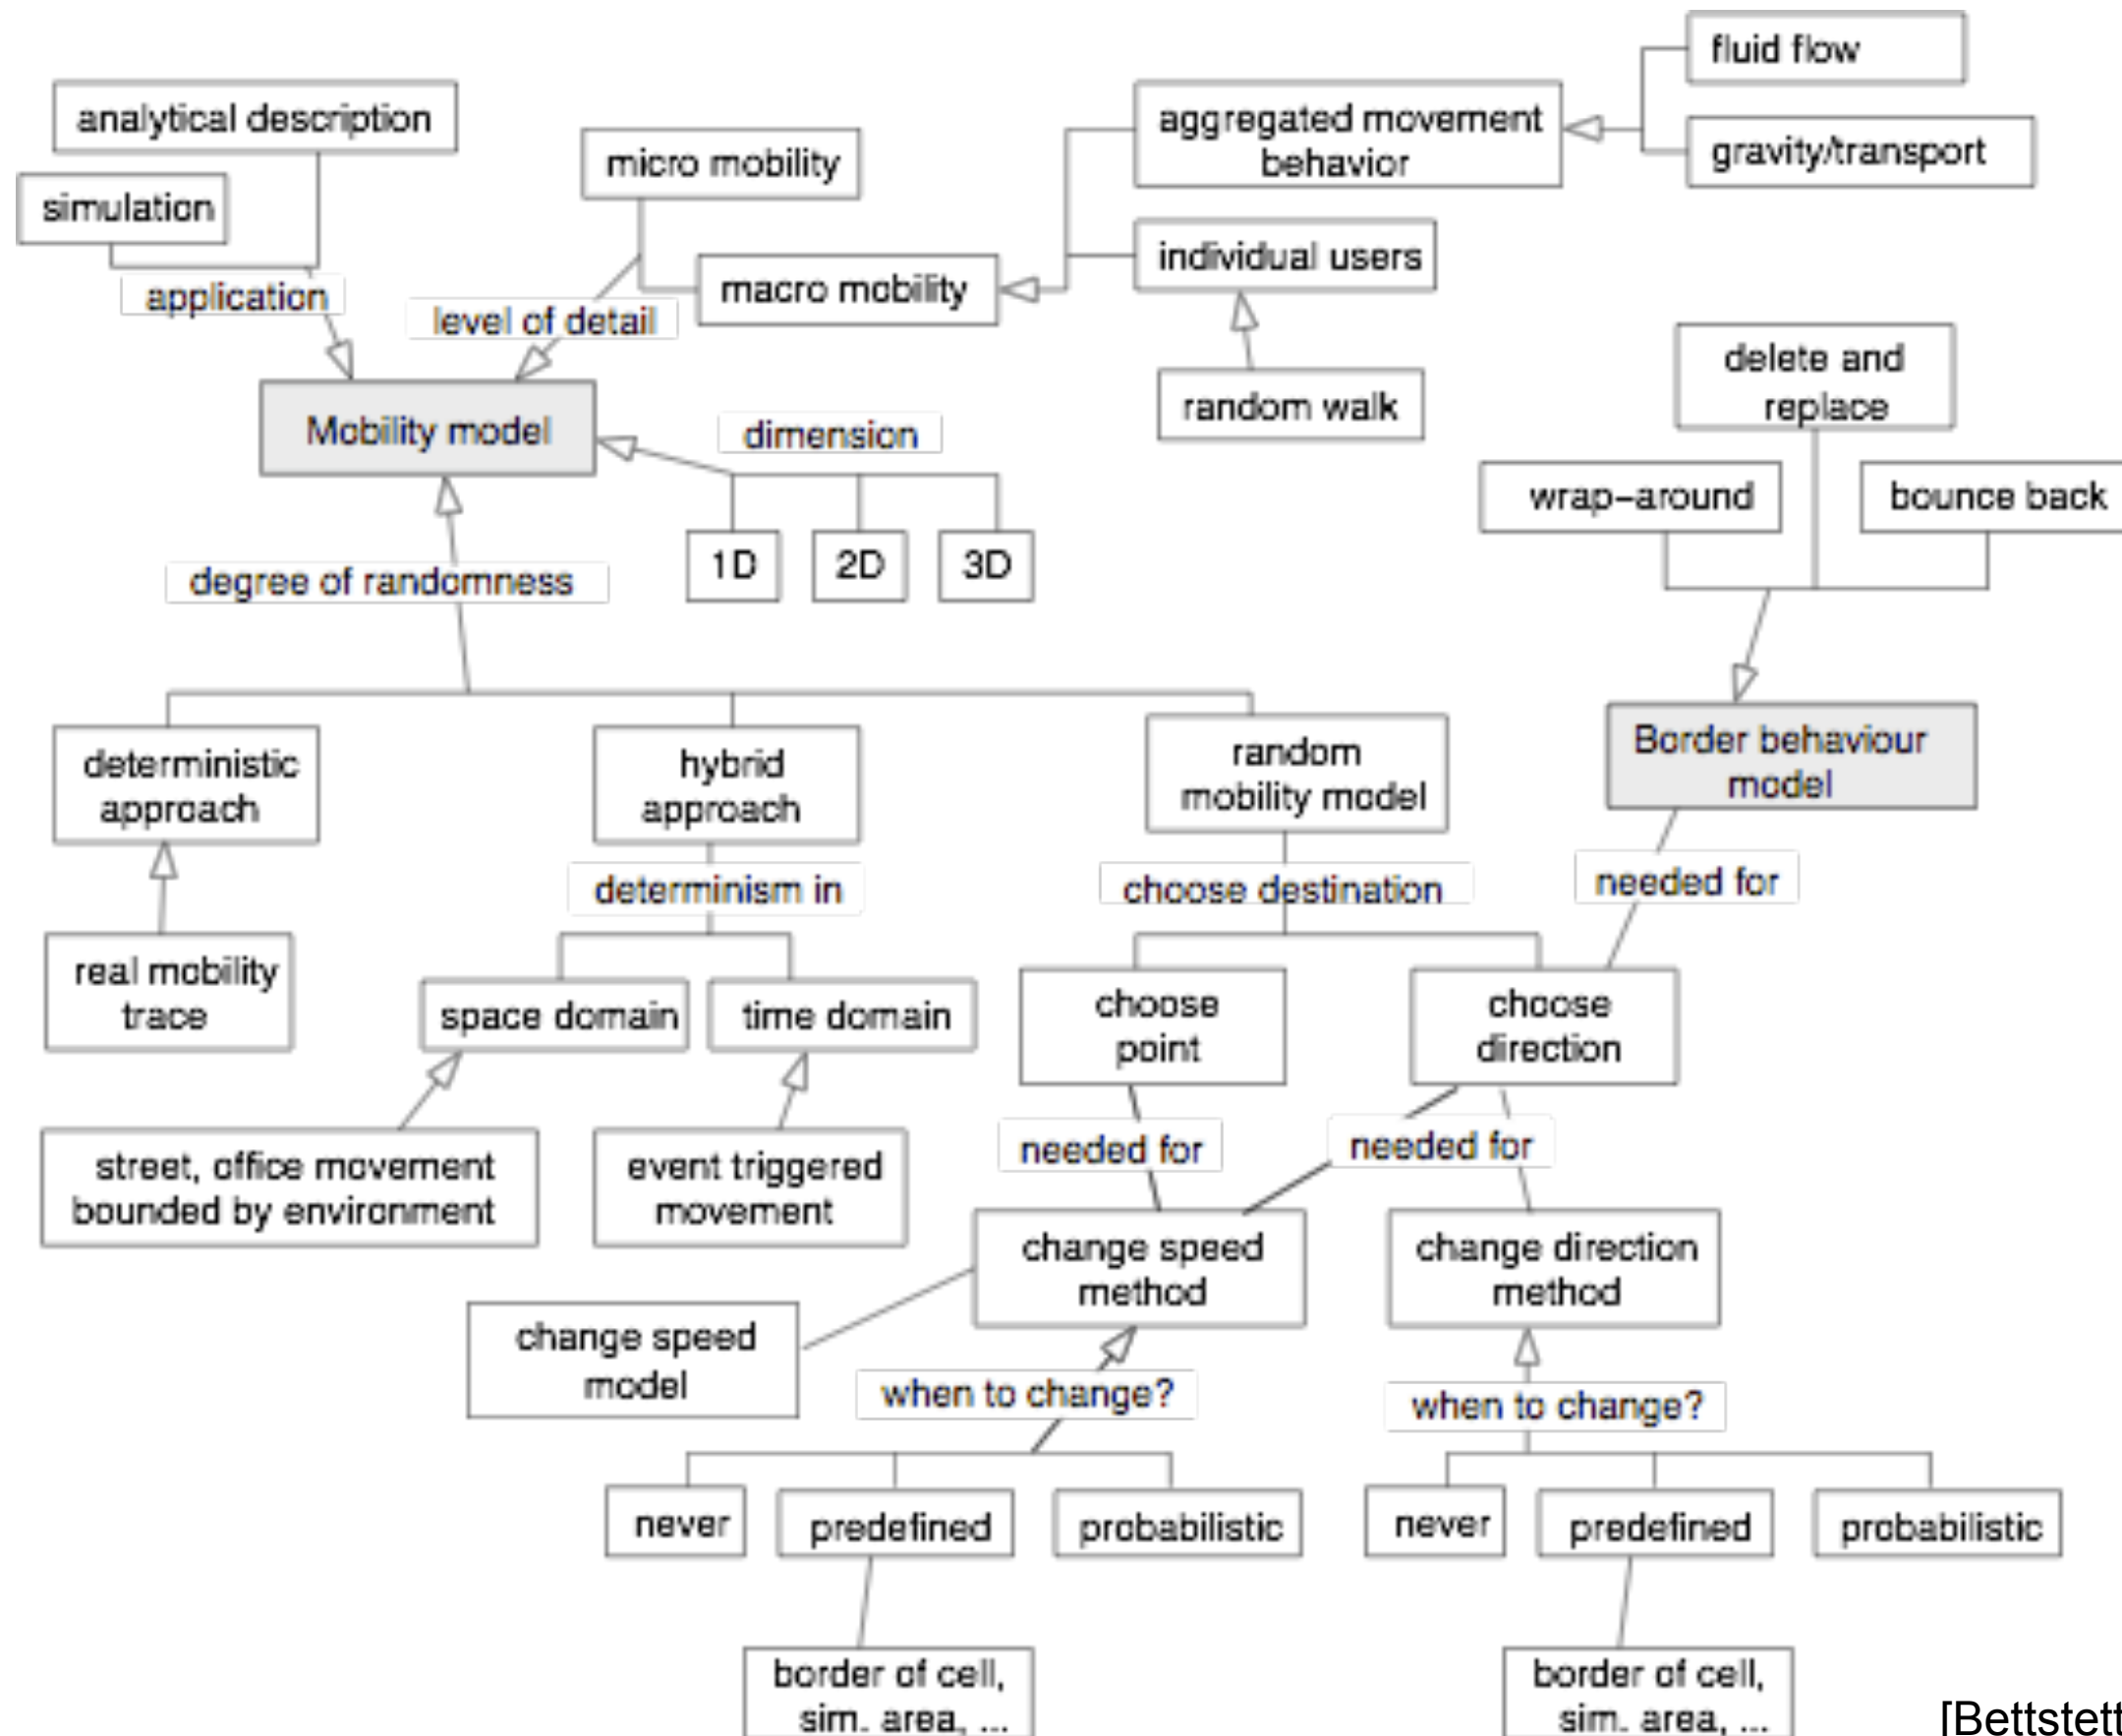 fluid flow
analytical description
aggregated movement
behavior
micro mobility
gravity/transport
simulation
individual users
application
macro mobility
level of detail
delete and
replace
random walk
Mobility model
dimension
wrap-around
bounce back
1D
2D
3D
degree of randomness
deterministic
approach
hybrid
approach
random
mobility model
Border behaviour
model
determinism in
choose destination
needed for
real mobility
trace
space domain
time domain
choose
point
choose
direction
needed for
needed for
street, office movement
bounded by environment
event triggered
movement
change speed
method
change direction
method
change speed
model
when to change?
when to change?
never
predefined
probabilistic
never
predefined
probabilistic
border of cell,
sim. area, ...
border of cell,
sim. area, ...
[Bettstett